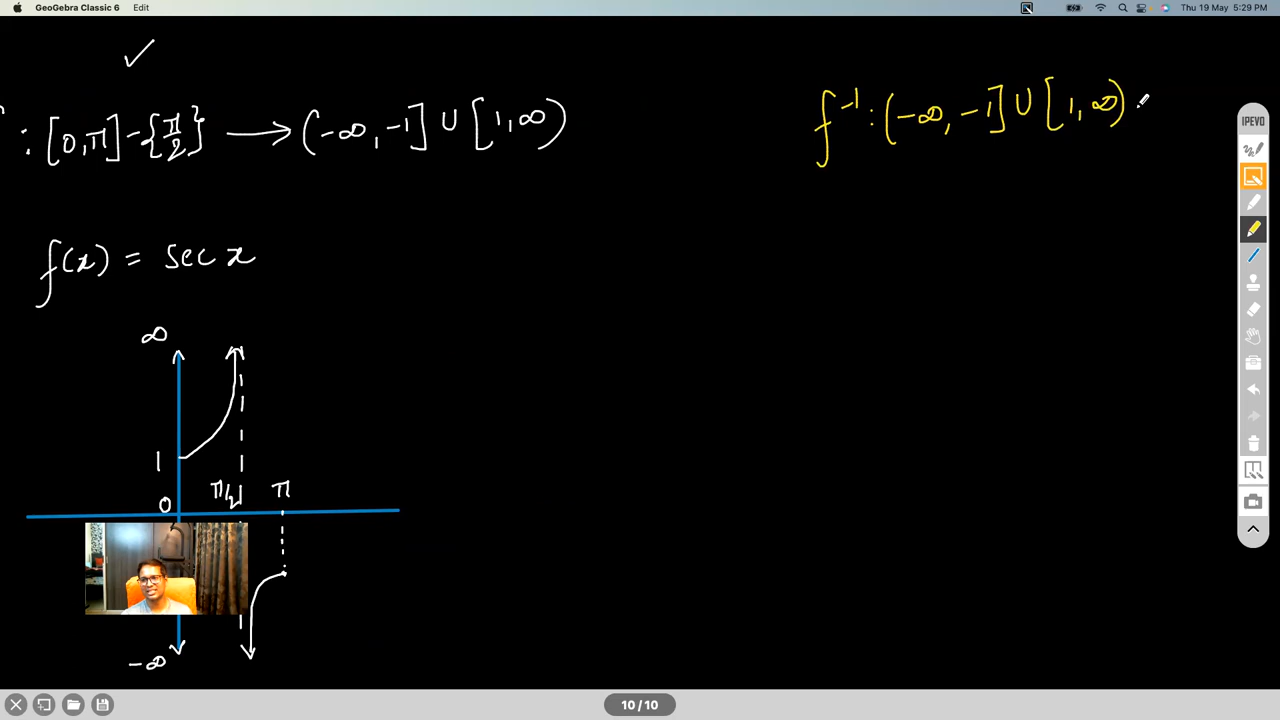 GeoGebra Classic 6 Edit Thu 19 May 5:29 PM
✓
: [0,π] - {π/2} → (-∞, -1] ∪ [1, ∞)
f⁻¹ : (-∞, -1] ∪ [1, ∞)
IPEVO
f(x) = sec x
∞
1
0 π/2 π
-∞
10 / 10